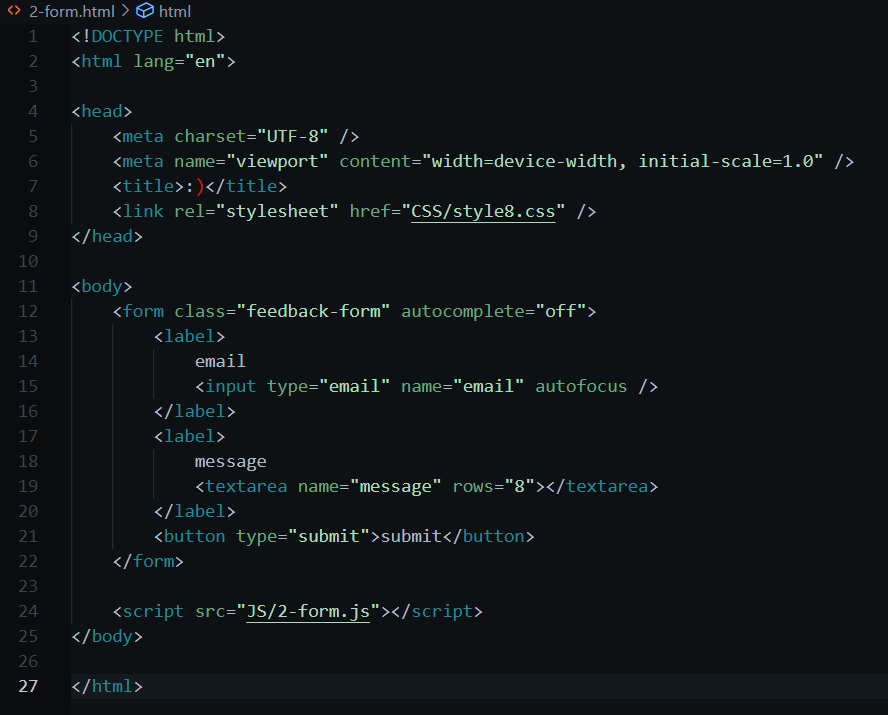 2-form.html > html
1 <!DOCTYPE html>
2 <html lang="en">
3
4 <head>
5     <meta charset="UTF-8" />
6     <meta name="viewport" content="width=device-width, initial-scale=1.0" />
7     <title>:)</title>
8     <link rel="stylesheet" href="CSS/style8.css" />
9 </head>
10
11 <body>
12     <form class="feedback-form" autocomplete="off">
13         <label>
14             email
15             <input type="email" name="email" autofocus />
16         </label>
17         <label>
18             message
19             <textarea name="message" rows="8"></textarea>
20         </label>
21         <button type="submit">submit</button>
22     </form>
23
24     <script src="JS/2-form.js"></script>
25 </body>
26
27 </html>